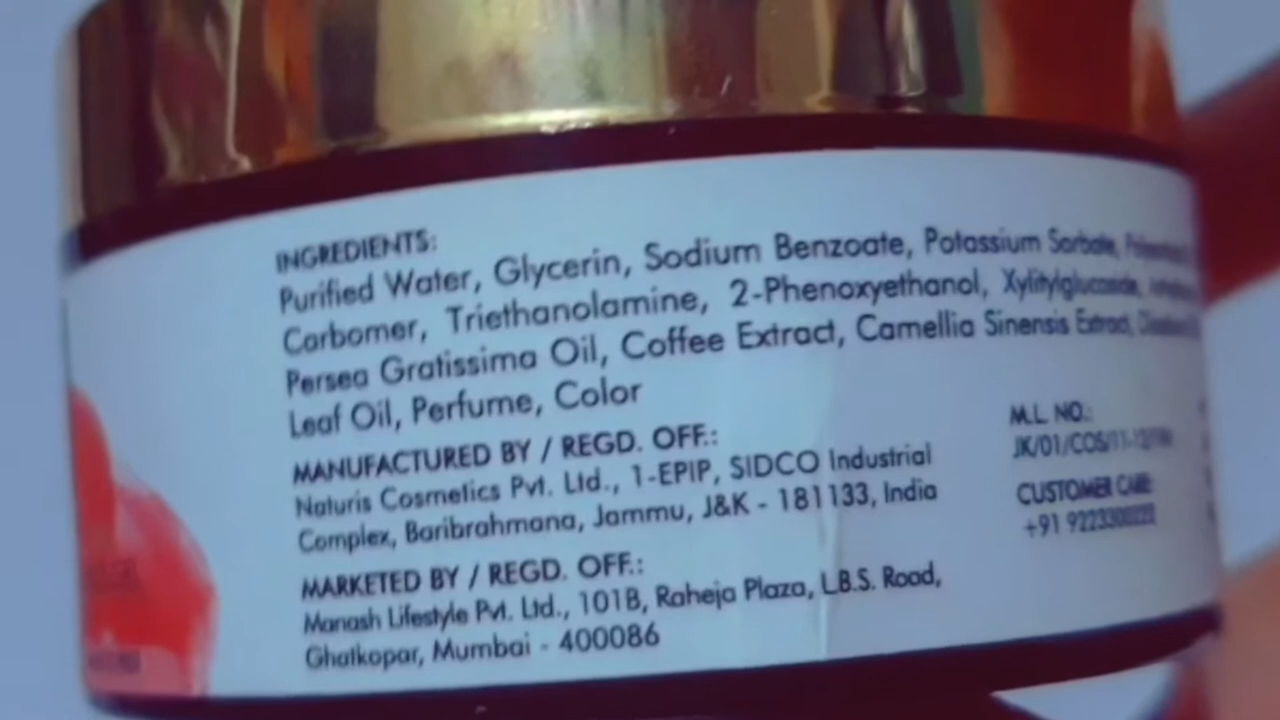 INGREDIENTS:
Purified Water, Glycerin, Sodium Benzoate, Potassium Sorbate,
Carbomer, Triethanolamine, 2-Phenoxyethanol, Xylitylglucoside,
Persea Gratissima Oil, Coffee Extract, Camellia Sinensis Extract,
Leaf Oil, Perfume, Color
MANUFACTURED BY / REGD. OFF.:
Naturis Cosmetics Pvt. Ltd., 1-EPIP, SIDCO Industrial
Complex, Baribrahmana, Jammu, J&K - 181133, India
MARKETED BY / REGD. OFF.:
Manash Lifestyle Pvt. Ltd., 101B, Raheja Plaza, L.B.S. Road,
Ghatkopar, Mumbai - 400086
M.L. NO.:
CUSTOMER CARE:
+91